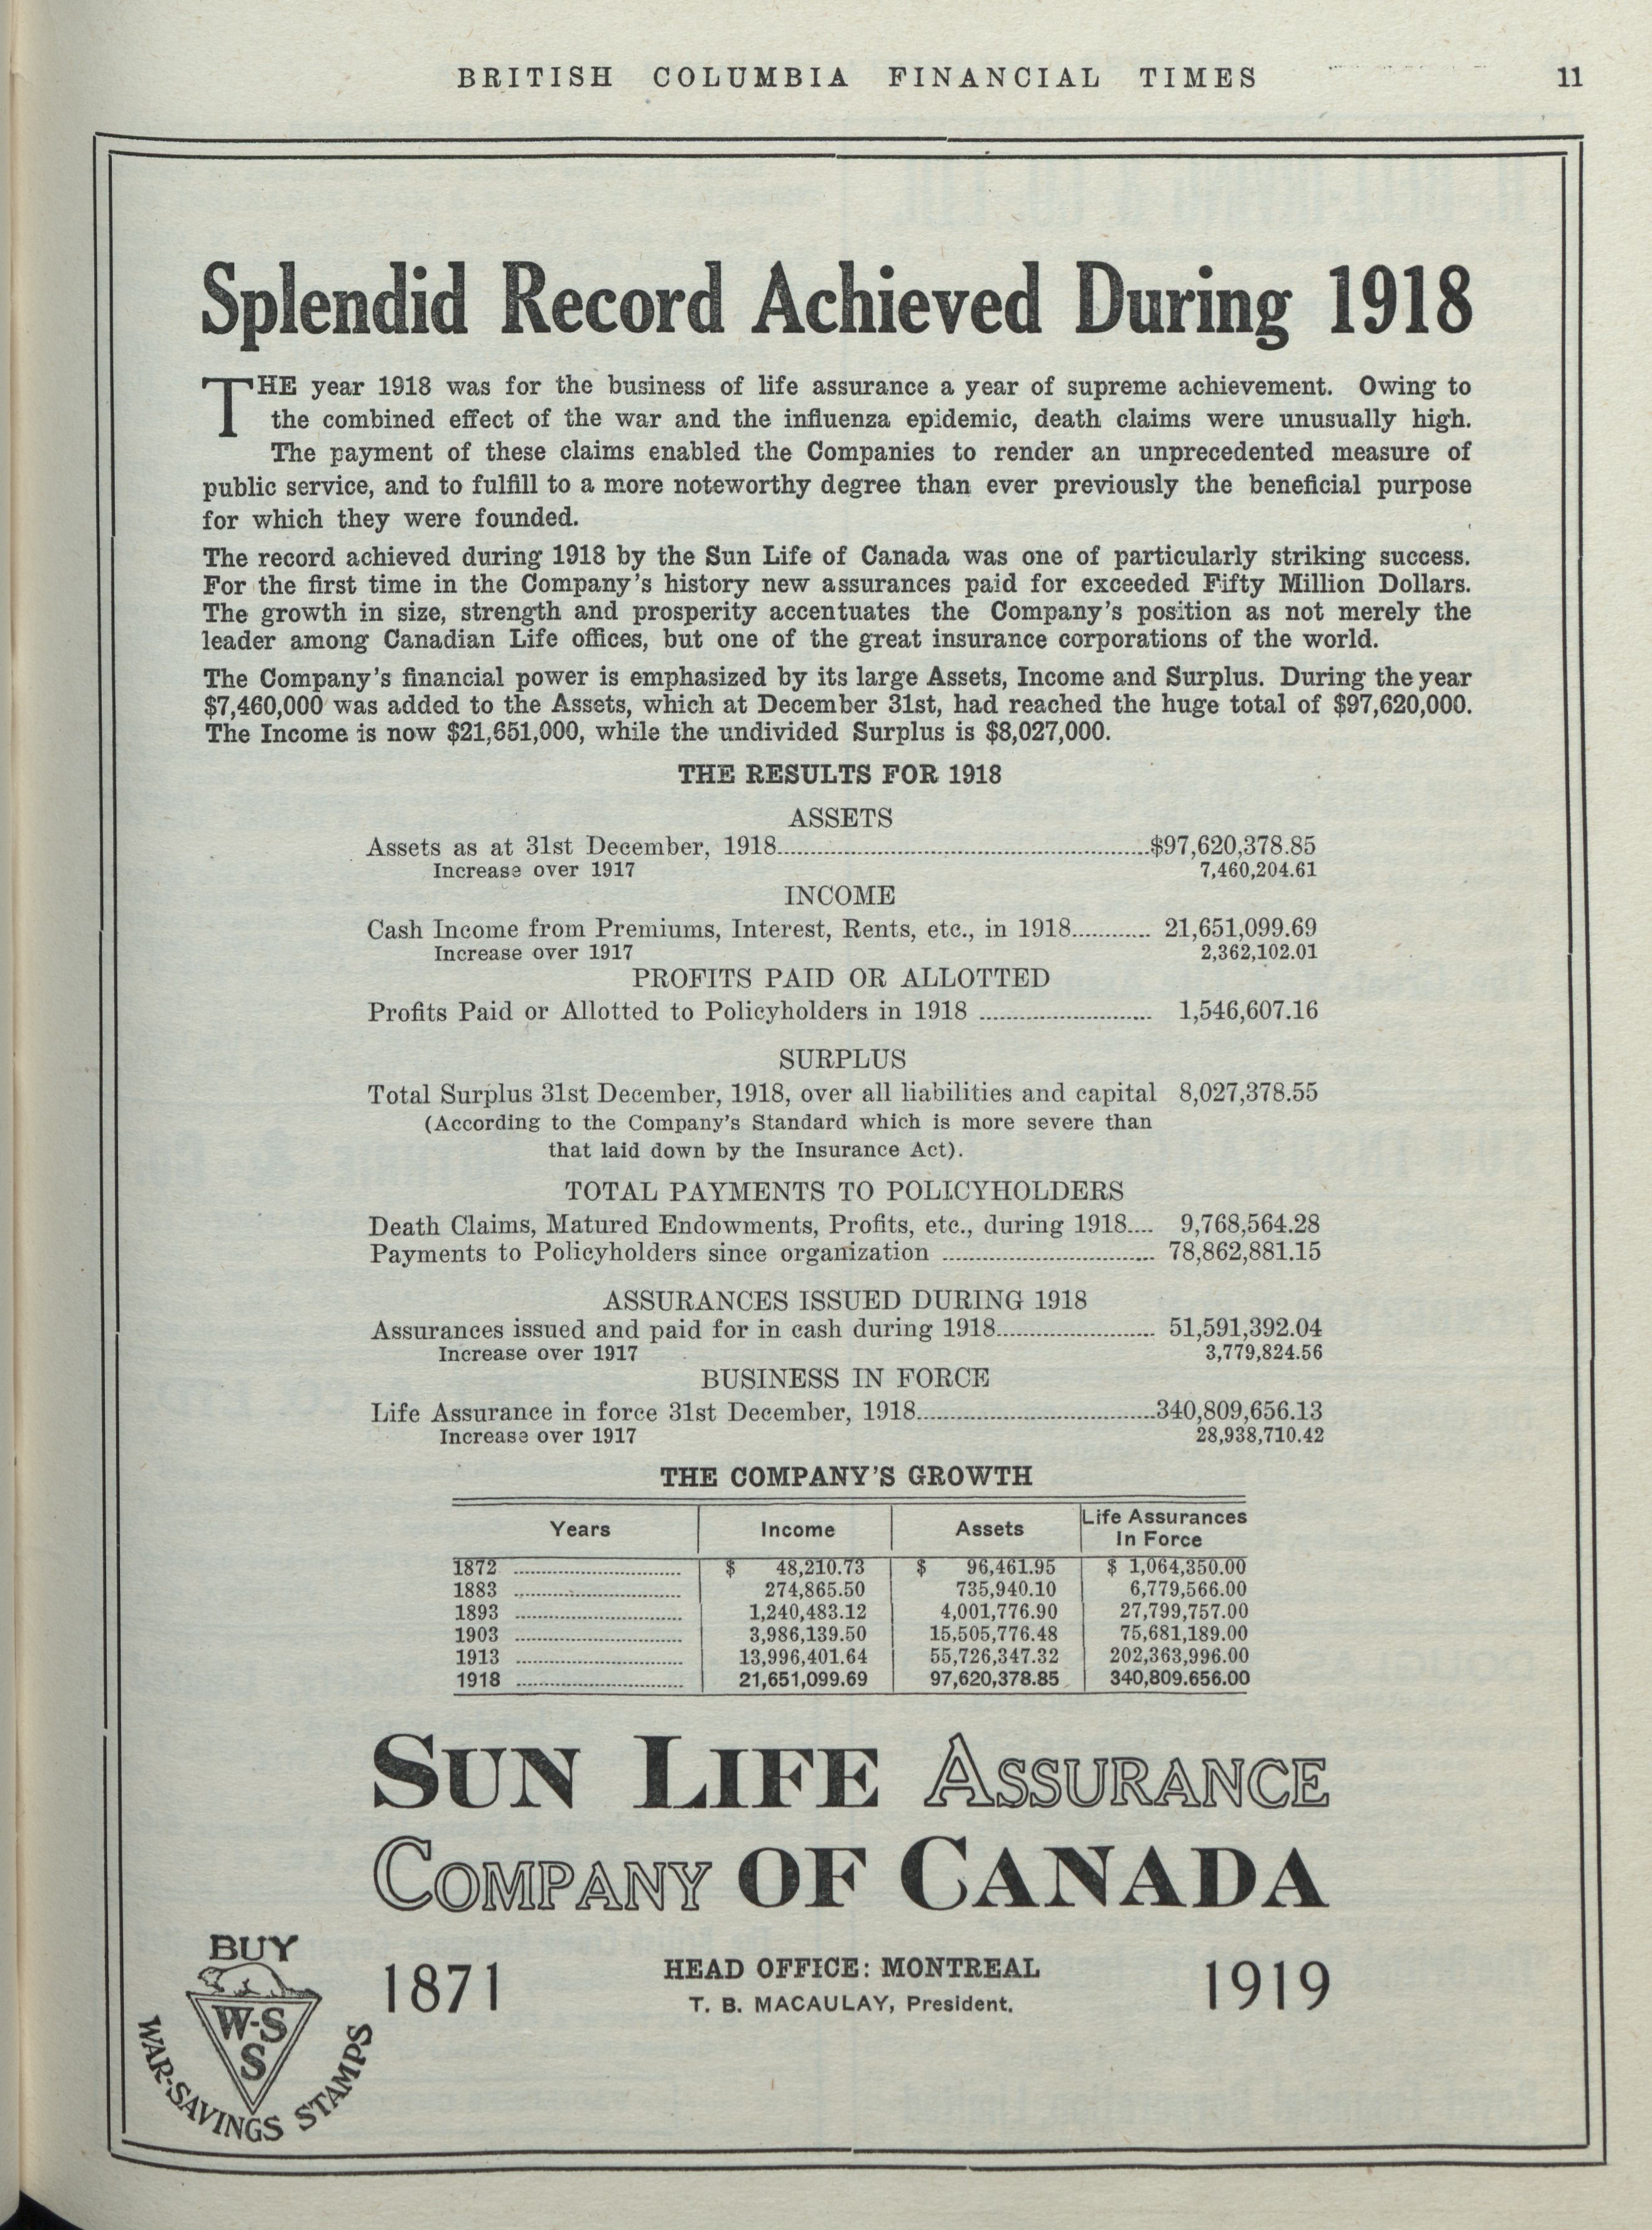 BRITISH COLUMBIA FINANCIAL TIMES 11
Splendid Record Achieved During 1918
THE year 1918 was for the business of life assurance a year of supreme achievement. Owing to
the combined effect of the war and the influenza epidemic, death claims were unusually high.
The payment of these claims enabled the Companies to render an unprecedented measure of
public service, and to fulfill to a more noteworthy degree than ever previously the beneficial purpose
for which they were founded.
The record achieved during 1918 by the Sun Life of Canada was one of particularly striking success.
For the first time in the Company's history new assurances paid for exceeded Fifty Million Dollars.
The growth in size, strength and prosperity accentuates the Company's position as not merely the
leader among Canadian Life offices, but one of the great insurance corporations of the world.
The Company's financial power is emphasized by its large Assets, Income and Surplus. During the year
$7,460,000 was added to the Assets, which at December 31st, had reached the huge total of $97,620,000.
The Income is now $21,651,000, while the undivided Surplus is $8,027,000.
THE RESULTS FOR 1918
ASSETS
Assets as at 31st December, 1918..........$97,620,378.85
Increase over 1917 7,460,204.61
INCOME
Cash Income from Premiums, Interest, Rents, etc., in 1918.......... 21,651,099.69
Increase over 1917 2,362,102.01
PROFITS PAID OR ALLOTTED
Profits Paid or Allotted to Policyholders in 1918 .......... 1,546,607.16
SURPLUS
Total Surplus 31st December, 1918, over all liabilities and capital 8,027,378.55
(According to the Company's Standard which is more severe than
that laid down by the Insurance Act).
TOTAL PAYMENTS TO POLICYHOLDERS
Death Claims, Matured Endowments, Profits, etc., during 1918.... 9,768,564.28
Payments to Policyholders since organization .......... 78,862,881.15
ASSURANCES ISSUED DURING 1918
Assurances issued and paid for in cash during 1918.......... 51,591,392.04
Increase over 1917 3,779,824.56
BUSINESS IN FORCE
Life Assurance in force 31st December, 1918..........340,809,656.13
Increase over 1917 28,938,710.42
THE COMPANY'S GROWTH
Years Income Assets Life Assurances
In Force
1872 .......... $ 48,210.73 $ 96,461.95 $ 1,064,350.00
1883 .......... 274,865.50 735,940.10 6,779,566.00
1893 .......... 1,240,483.12 4,001,776.90 27,799,757.00
1903 .......... 3,986,139.50 15,505,776.48 75,681,189.00
1913 .......... 13,996,401.64 55,726,347.32 202,363,996.00
1918 .......... 21,651,099.69 97,620,378.85 340,809.656.00
SUN LIFE ASSURANCE
COMPANY OF CANADA
1871 HEAD OFFICE: MONTREAL 1919
T. B. MACAULAY, President.
BUY
W-S
S
WAR-SAVINGS STAMPS